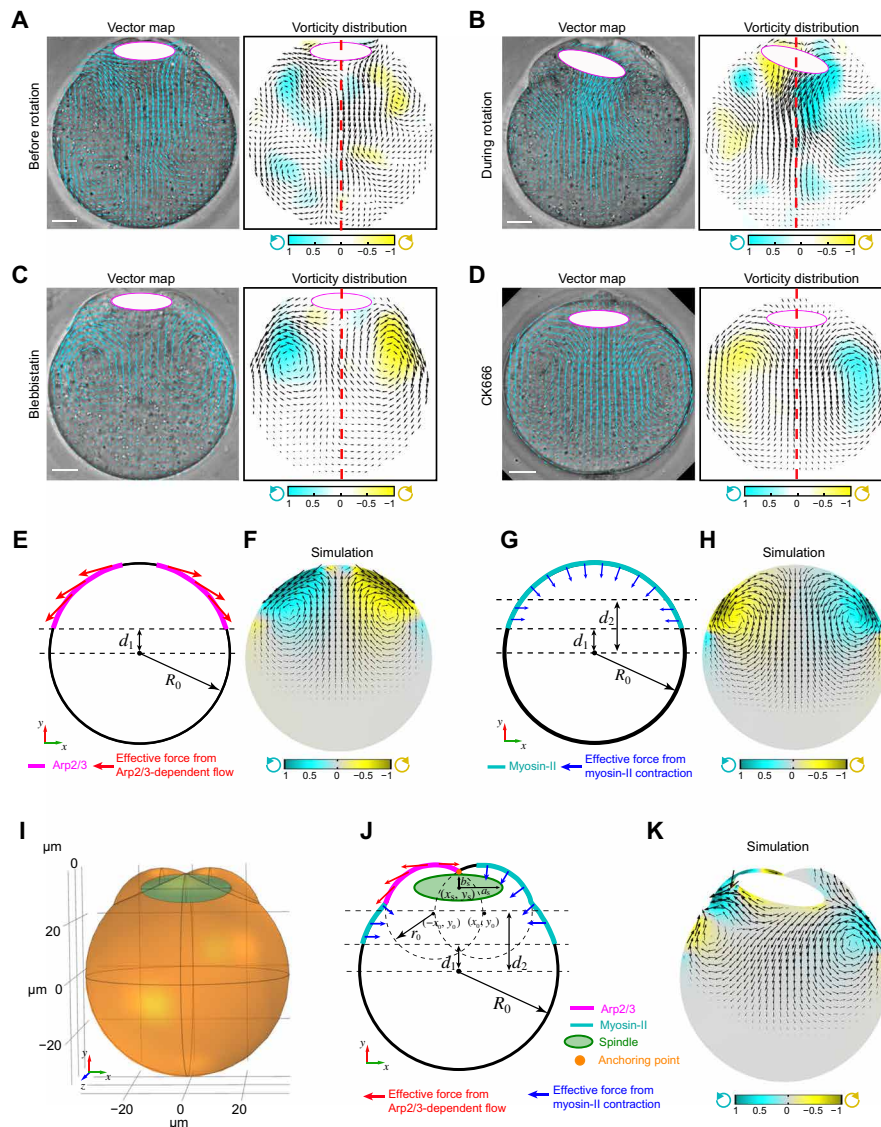 A
Vector map
Vorticity distribution
Before rotation
1 0.5 0 −0.5 −1
B
Vector map
Vorticity distribution
During rotation
1 0.5 0 −0.5 −1
C
Vector map
Vorticity distribution
Blebbistatin
1 0.5 0 −0.5 −1
D
Vector map
Vorticity distribution
CK666
1 0.5 0 −0.5 −1
E
d1
R0
y
x
Arp2/3
Effective force from
Arp2/3-dependent flow
F
Simulation
1 0.5 0 −0.5 −1
G
d2
d1
R0
y
x
Myosin-II
Effective force from
myosin-II contraction
H
Simulation
1 0.5 0 −0.5 −1
I
μm
0
20
μm 0
−20
y
x
z
−20 0 20
μm
J
bs
as
(xs, ys)
(−x0, y0)
(x0, y0)
r0
d1
d2
R0
y
x
Arp2/3
Myosin-II
Spindle
Anchoring point
Effective force from
Arp2/3-dependent flow
Effective force from
myosin-II contraction
K
Simulation
1 0.5 0 −0.5 −1